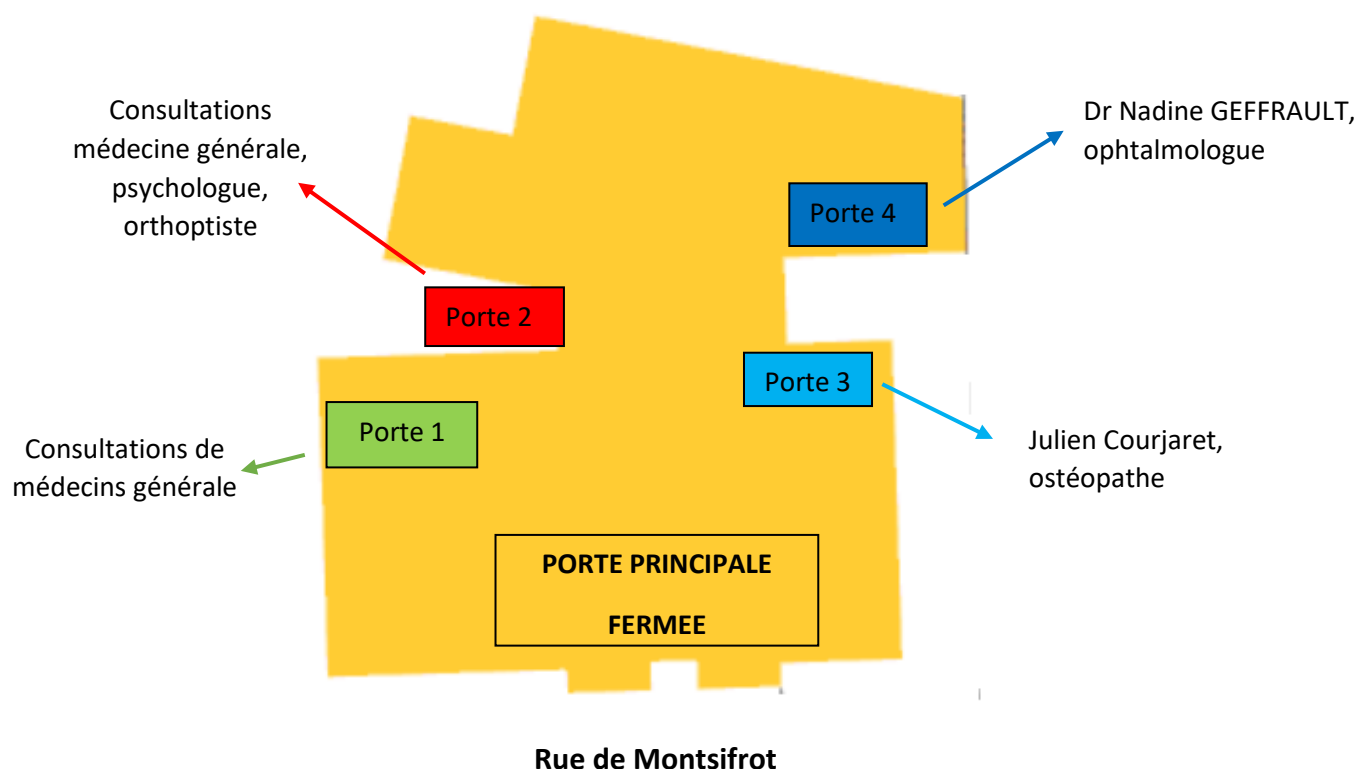 Consultations
médecine générale,
psychologue,
orthoptiste
Dr Nadine GEFFRAULT,
ophtalmologue
Porte 4
Porte 2
Porte 3
Porte 1
Consultations de
médecins générale
Julien Courjaret,
ostéopathe
PORTE PRINCIPALE
FERMEE
Rue de Montsifrot